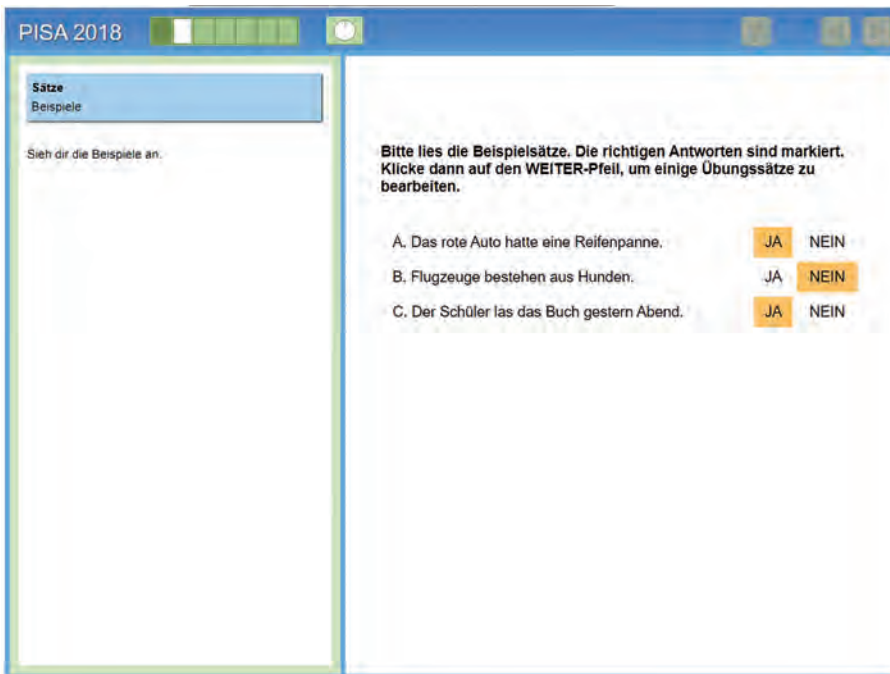 PISA 2018
Sätze
Beispiele
Sieh dir die Beispiele an.
Bitte lies die Beispielsätze. Die richtigen Antworten sind markiert.
Klicke dann auf den WEITER-Pfeil, um einige Übungssätze zu
bearbeiten.
A. Das rote Auto hatte eine Reifenpanne. JA NEIN
B. Flugzeuge bestehen aus Hunden. JA NEIN
C. Der Schüler las das Buch gestern Abend. JA NEIN